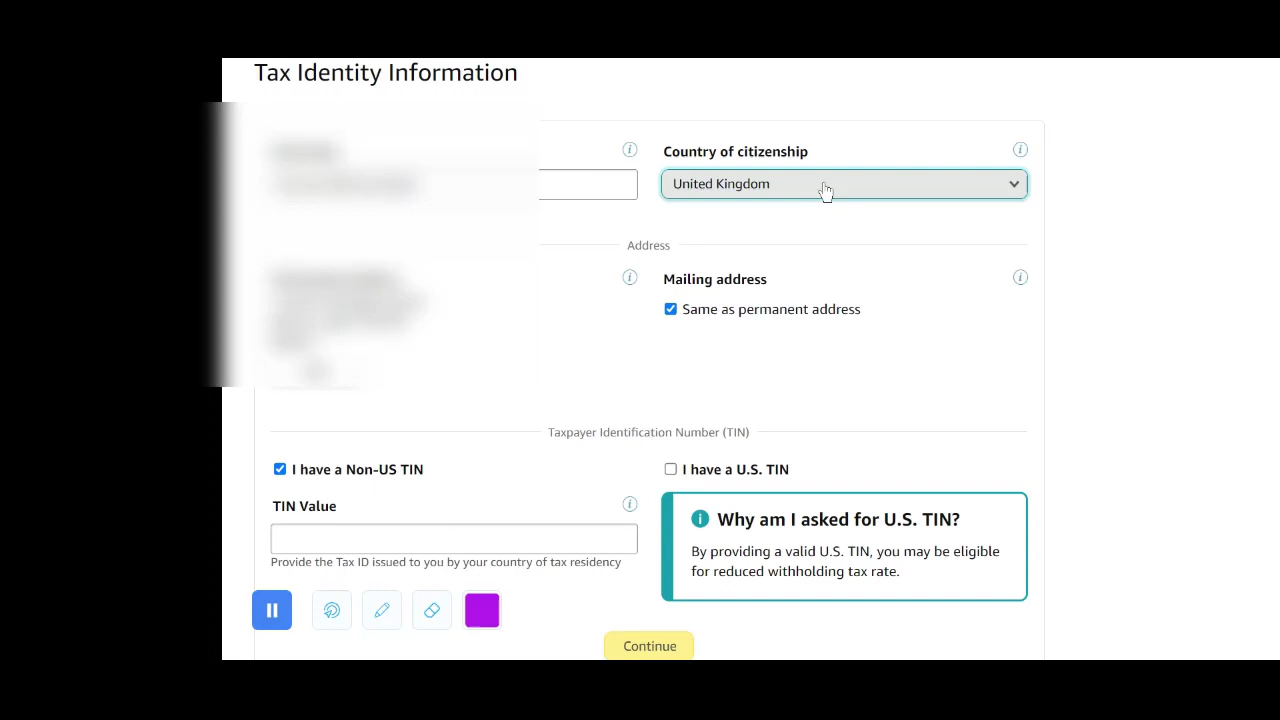 Tax Identity Information
Country of citizenship
United Kingdom
Address
Mailing address
Same as permanent address
Taxpayer Identification Number (TIN)
I have a Non-US TIN
I have a U.S. TIN
TIN Value
Why am I asked for U.S. TIN?
By providing a valid U.S. TIN, you may be eligible
for reduced withholding tax rate.
Provide the Tax ID issued to you by your country of tax residency
Continue